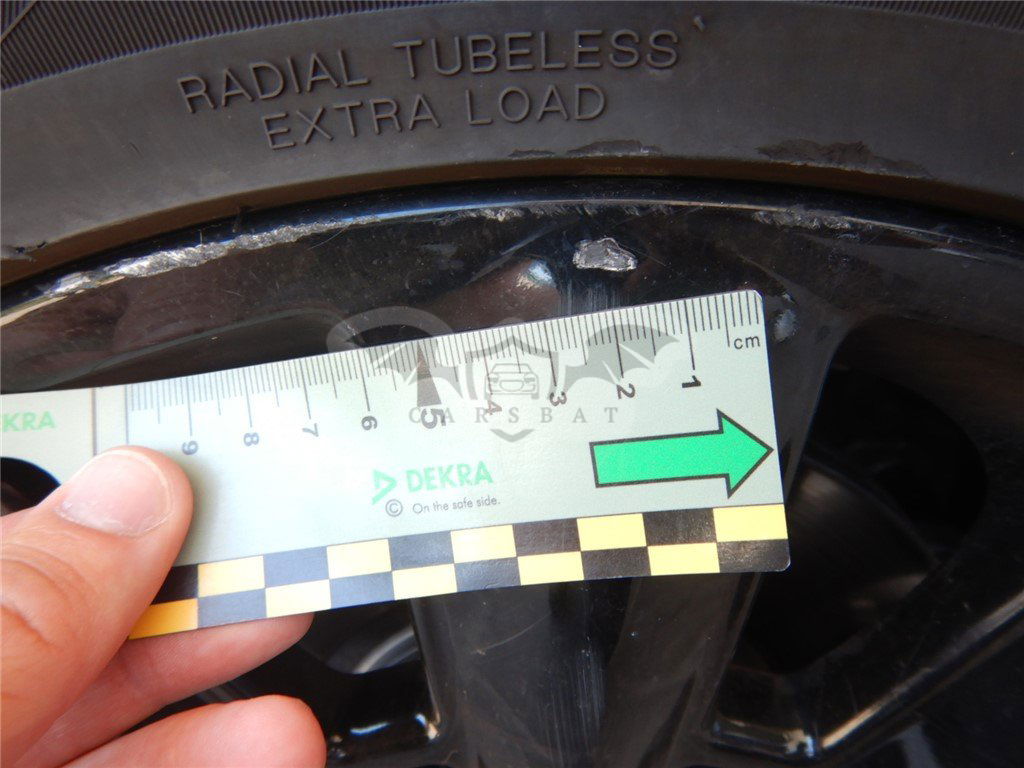 RADIAL TUBELESS
EXTRA LOAD
cm
9 8 7 6 5 4 3 2 1
CARSBAT
KRA
DEKRA
© On the safe side.